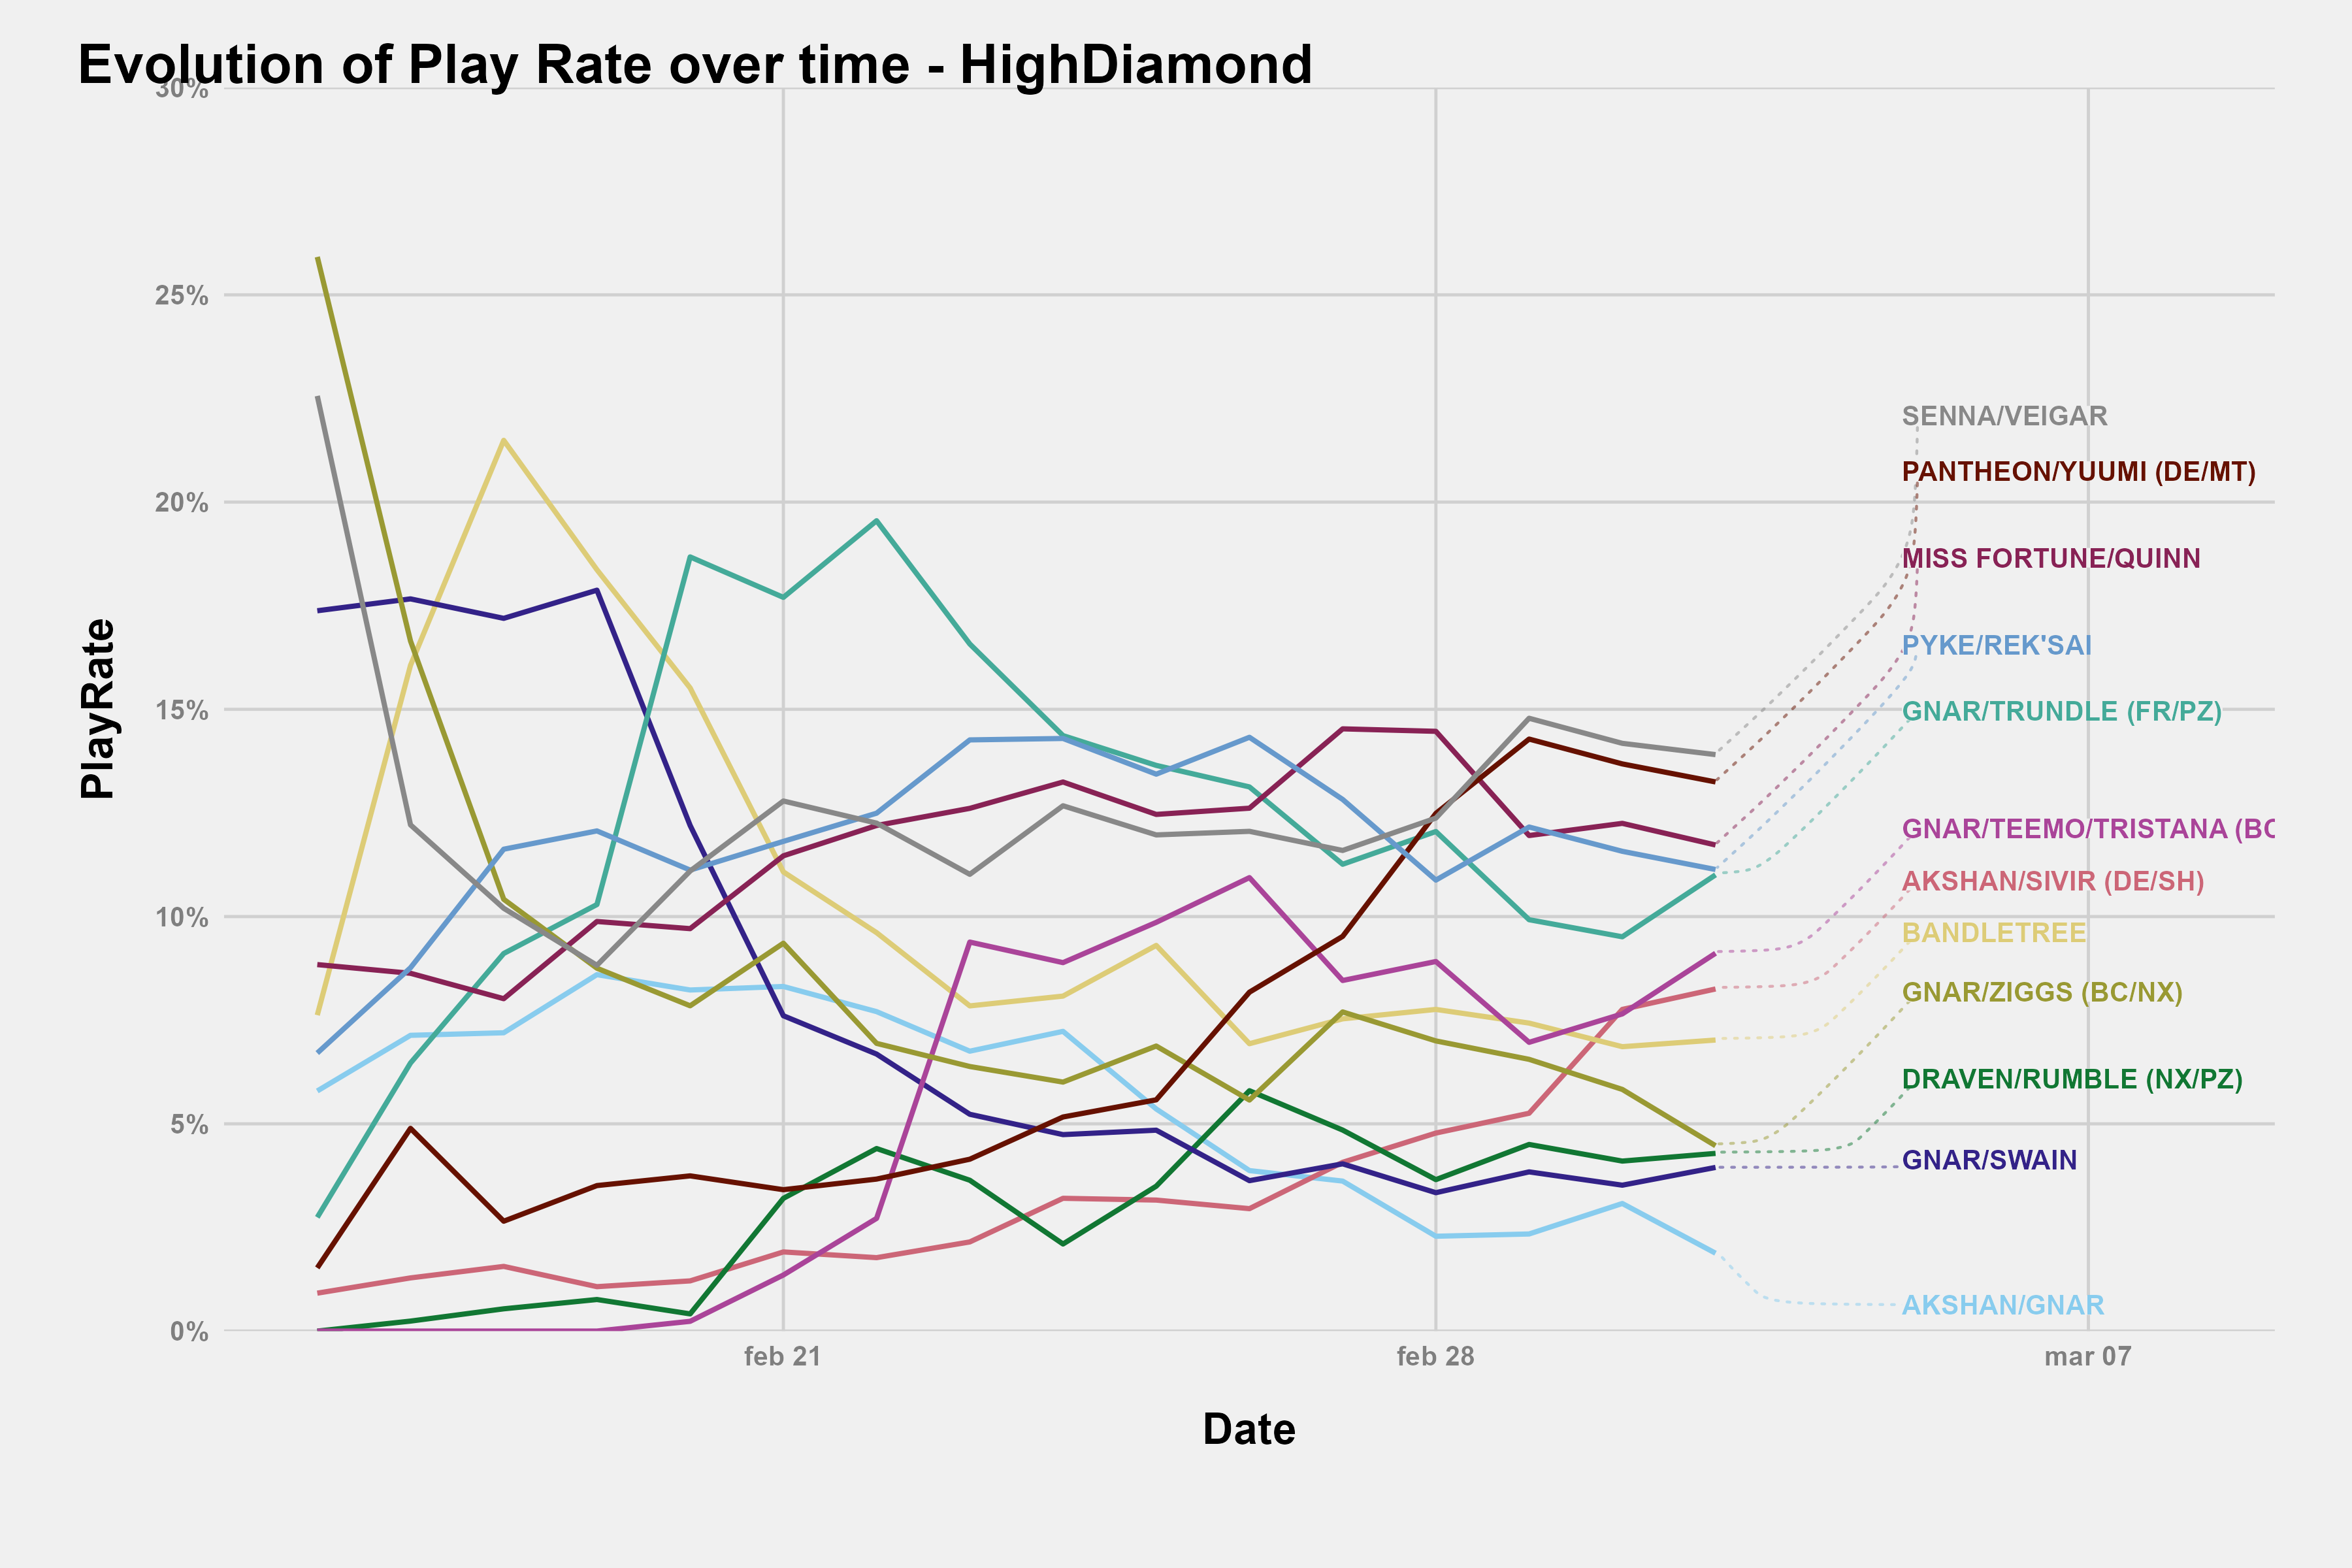 Evolution of Play Rate over time - HighDiamond
30%
25%
20%
15%
10%
5%
0%
PlayRate
SENNA/VEIGAR
PANTHEON/YUUMI (DE/MT)
MISS FORTUNE/QUINN
PYKE/REK'SAI
GNAR/TRUNDLE (FR/PZ)
GNAR/TEEMO/TRISTANA (BC
AKSHAN/SIVIR (DE/SH)
BANDLETREE
GNAR/ZIGGS (BC/NX)
DRAVEN/RUMBLE (NX/PZ)
GNAR/SWAIN
AKSHAN/GNAR
feb 21
feb 28
mar 07
Date